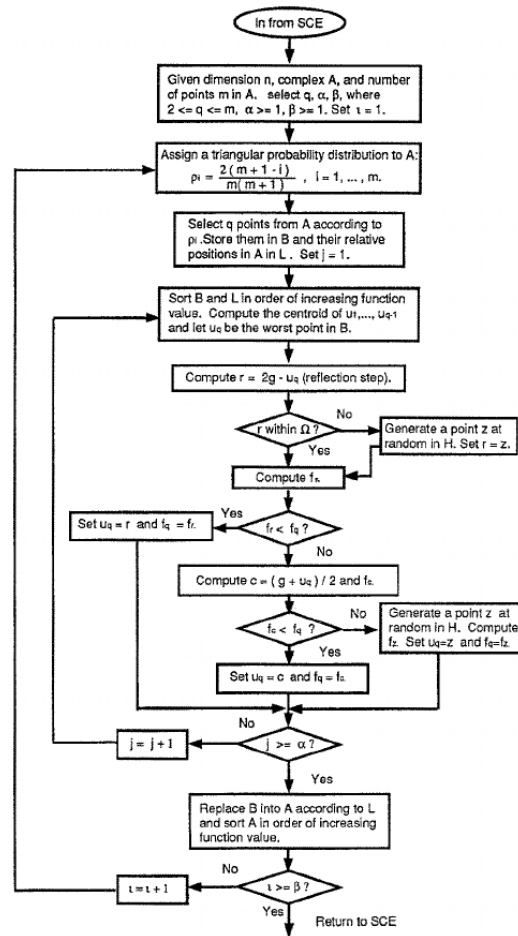 In from SCE
Given dimension n, complex A, and number
of points m in A. select q, α, β, where
2 <= q <= m, α >= 1, β >= 1. Set ι = 1.
Assign a triangular probability distribution to A:
ρi = 2 ( m + 1 - i ) / m( m + 1 ) , i = 1, ..., m.
Select q points from A according to
ρi .Store them in B and their relative
positions in A in L . Set j = 1.
Sort B and L in order of increasing function
value. Compute the centroid of u1,..., uq-1
and let uq be the worst point in B.
Compute r = 2g - uq (reflection step).
r within Ω ?
No
Generate a point z at
random in H. Set r = z.
Yes
Compute fr.
fr < fq ?
Yes
Set uq = r and fq = fr.
No
Compute c = ( g + uq ) / 2 and fc.
fc < fq ?
No
Generate a point z at
random in H. Compute
fz. Set uq=z and fq=fz.
Yes
Set uq = c and fq = fc.
j >= α ?
No
j = j + 1
Yes
Replace B into A according to L
and sort A in order of increasing
function value.
ι >= β ?
No
ι = ι + 1
Yes
Return to SCE